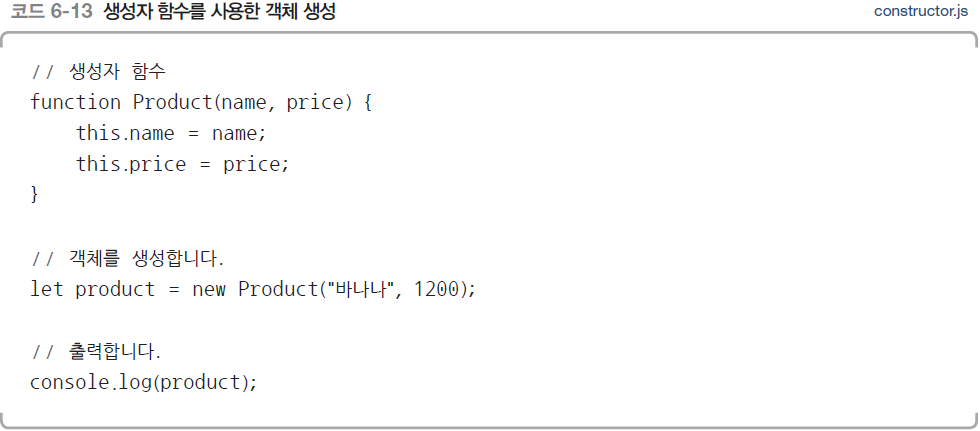 코드 6-13 생성자 함수를 사용한 객체 생성 constructor.js
// 생성자 함수
function Product(name, price) {
    this.name = name;
    this.price = price;
}
// 객체를 생성합니다.
let product = new Product("바나나", 1200);
// 출력합니다.
console.log(product);